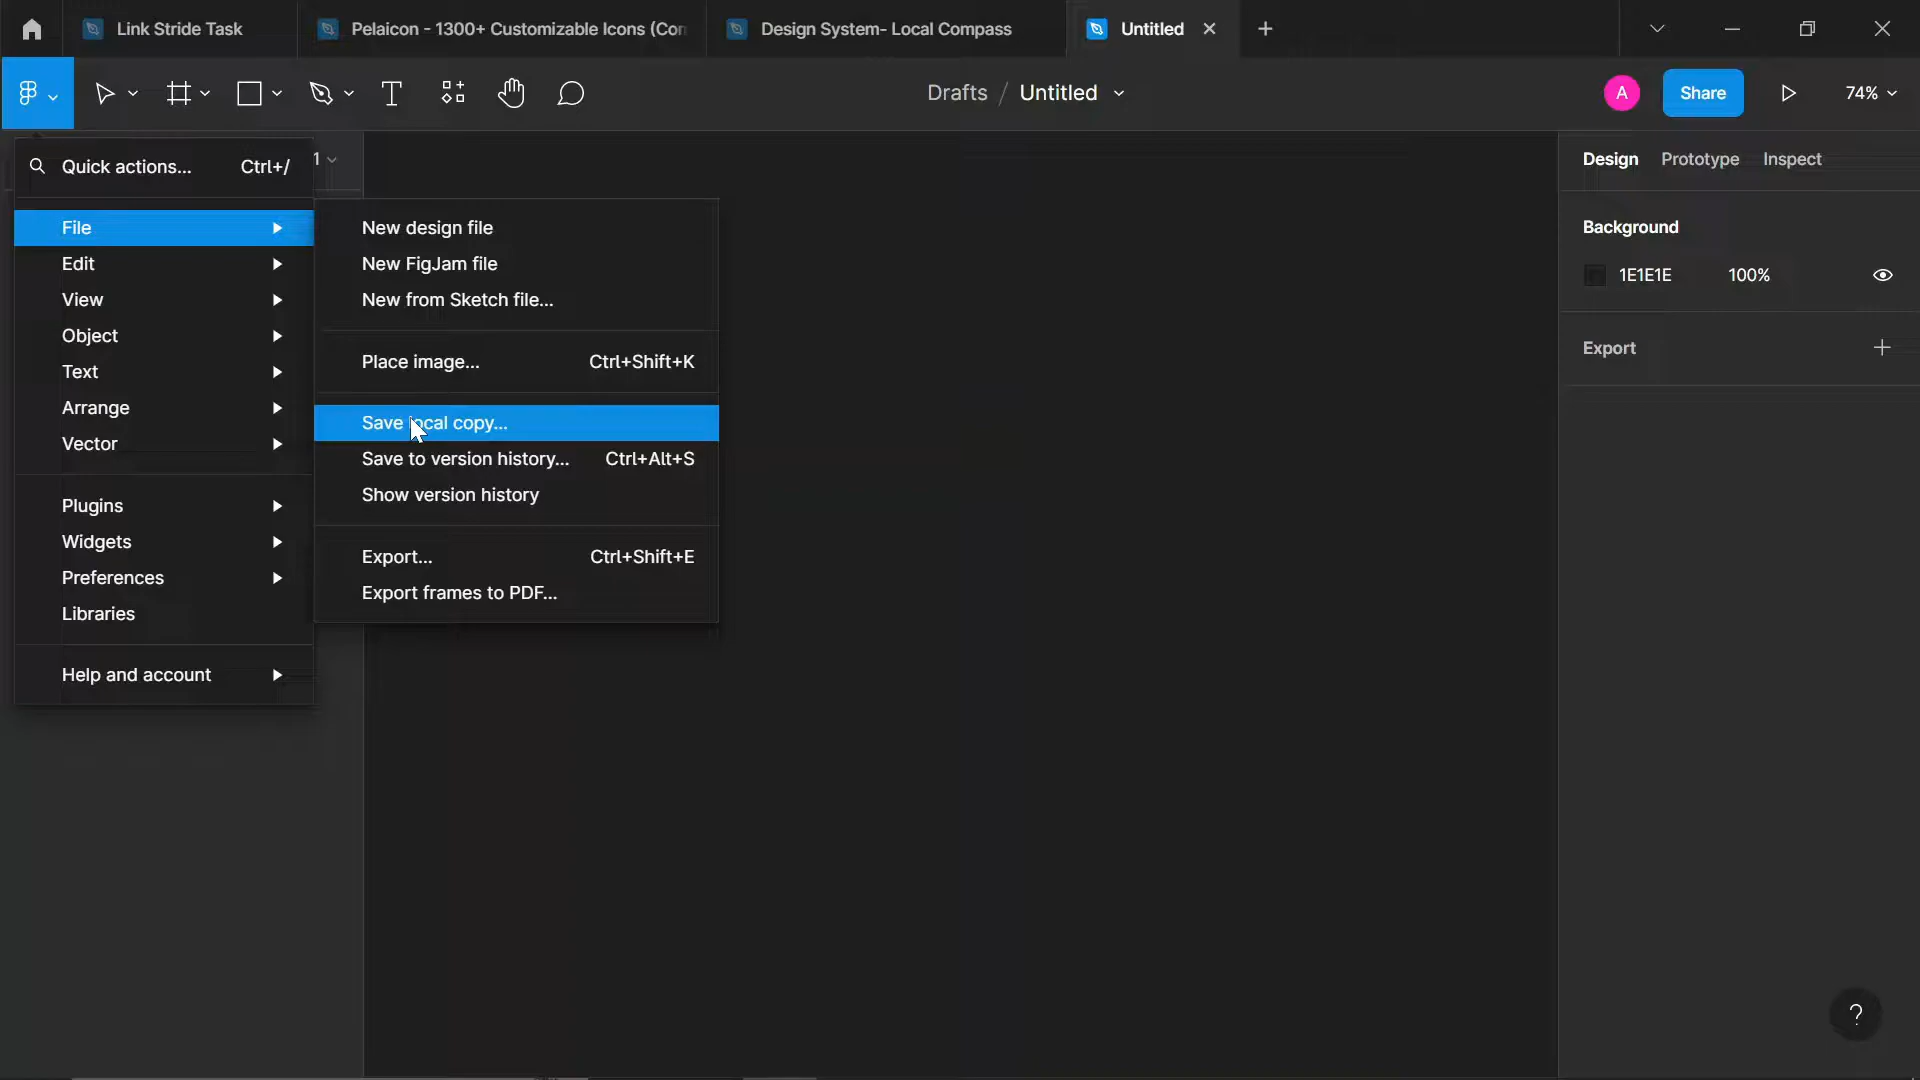 Link Stride Task
Pelaicon - 1300+ Customizable Icons (Con
Design System- Local Compass
Untitled
Drafts / Untitled
A
Share
74%
Quick actions... Ctrl+/
1
File
Edit
View
Object
Text
Arrange
Vector
Plugins
Widgets
Preferences
Libraries
Help and account
New design file
New FigJam file
New from Sketch file...
Place image... Ctrl+Shift+K
Save local copy...
Save to version history... Ctrl+Alt+S
Show version history
Export... Ctrl+Shift+E
Export frames to PDF...
Design Prototype Inspect
Background
1E1E1E 100%
Export
?